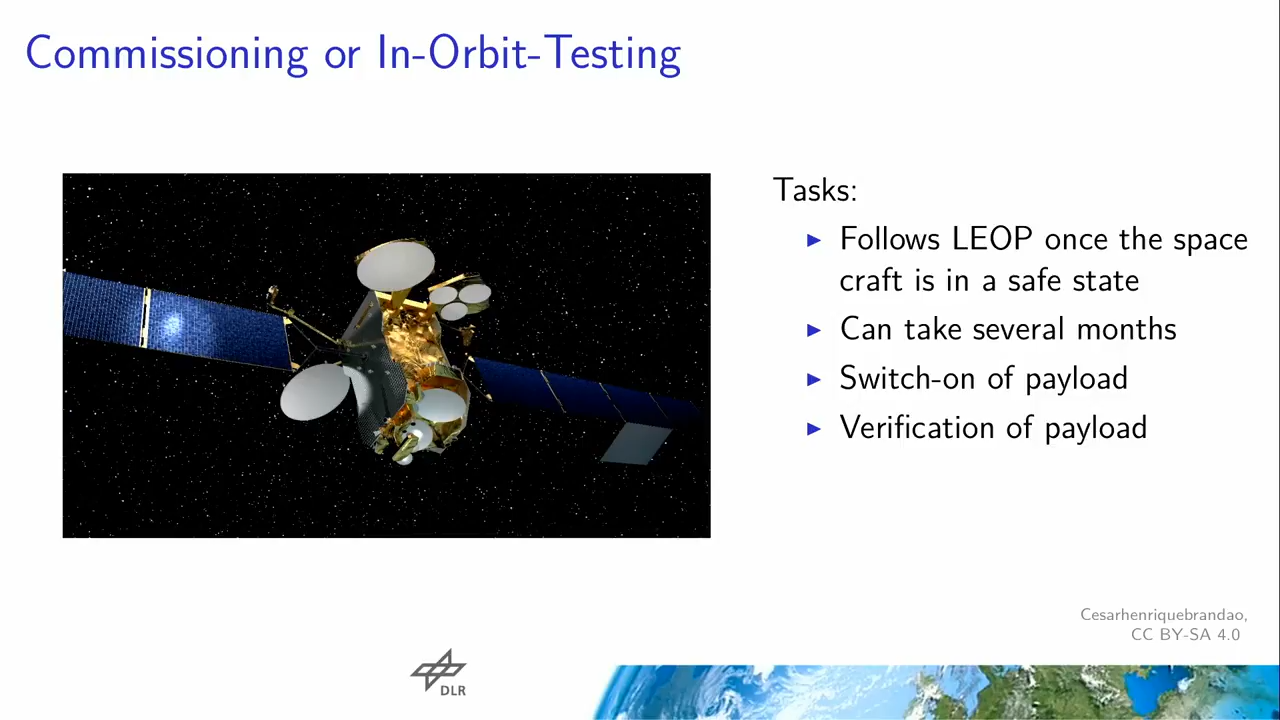 Commissioning or In-Orbit-Testing
Tasks:
Follows LEOP once the space
craft is in a safe state
Can take several months
Switch-on of payload
Verification of payload
Cesarhenriquebrandao,
CC BY-SA 4.0
DLR